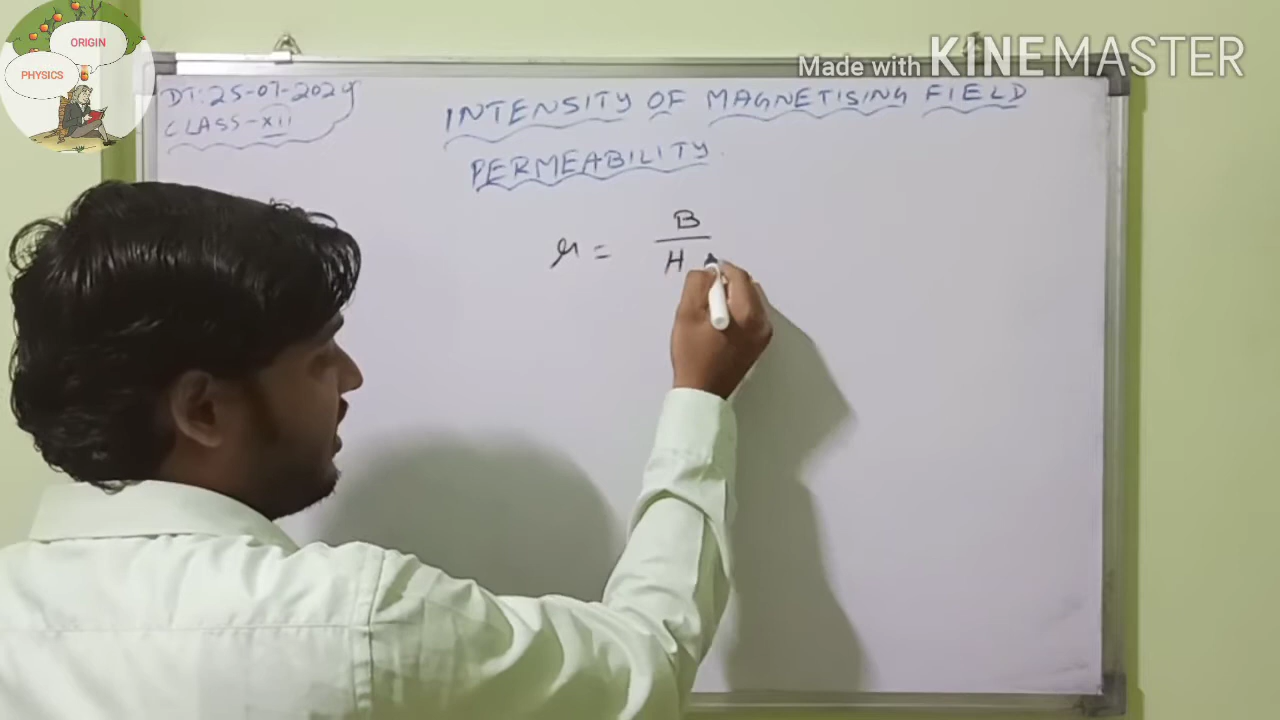 ORIGIN
PHYSICS
Made with KINEMASTER
DT: 25-07-2024
CLASS-XII
INTENSITY OF MAGNETISING FIELD
PERMEABILITY
μ = B
H